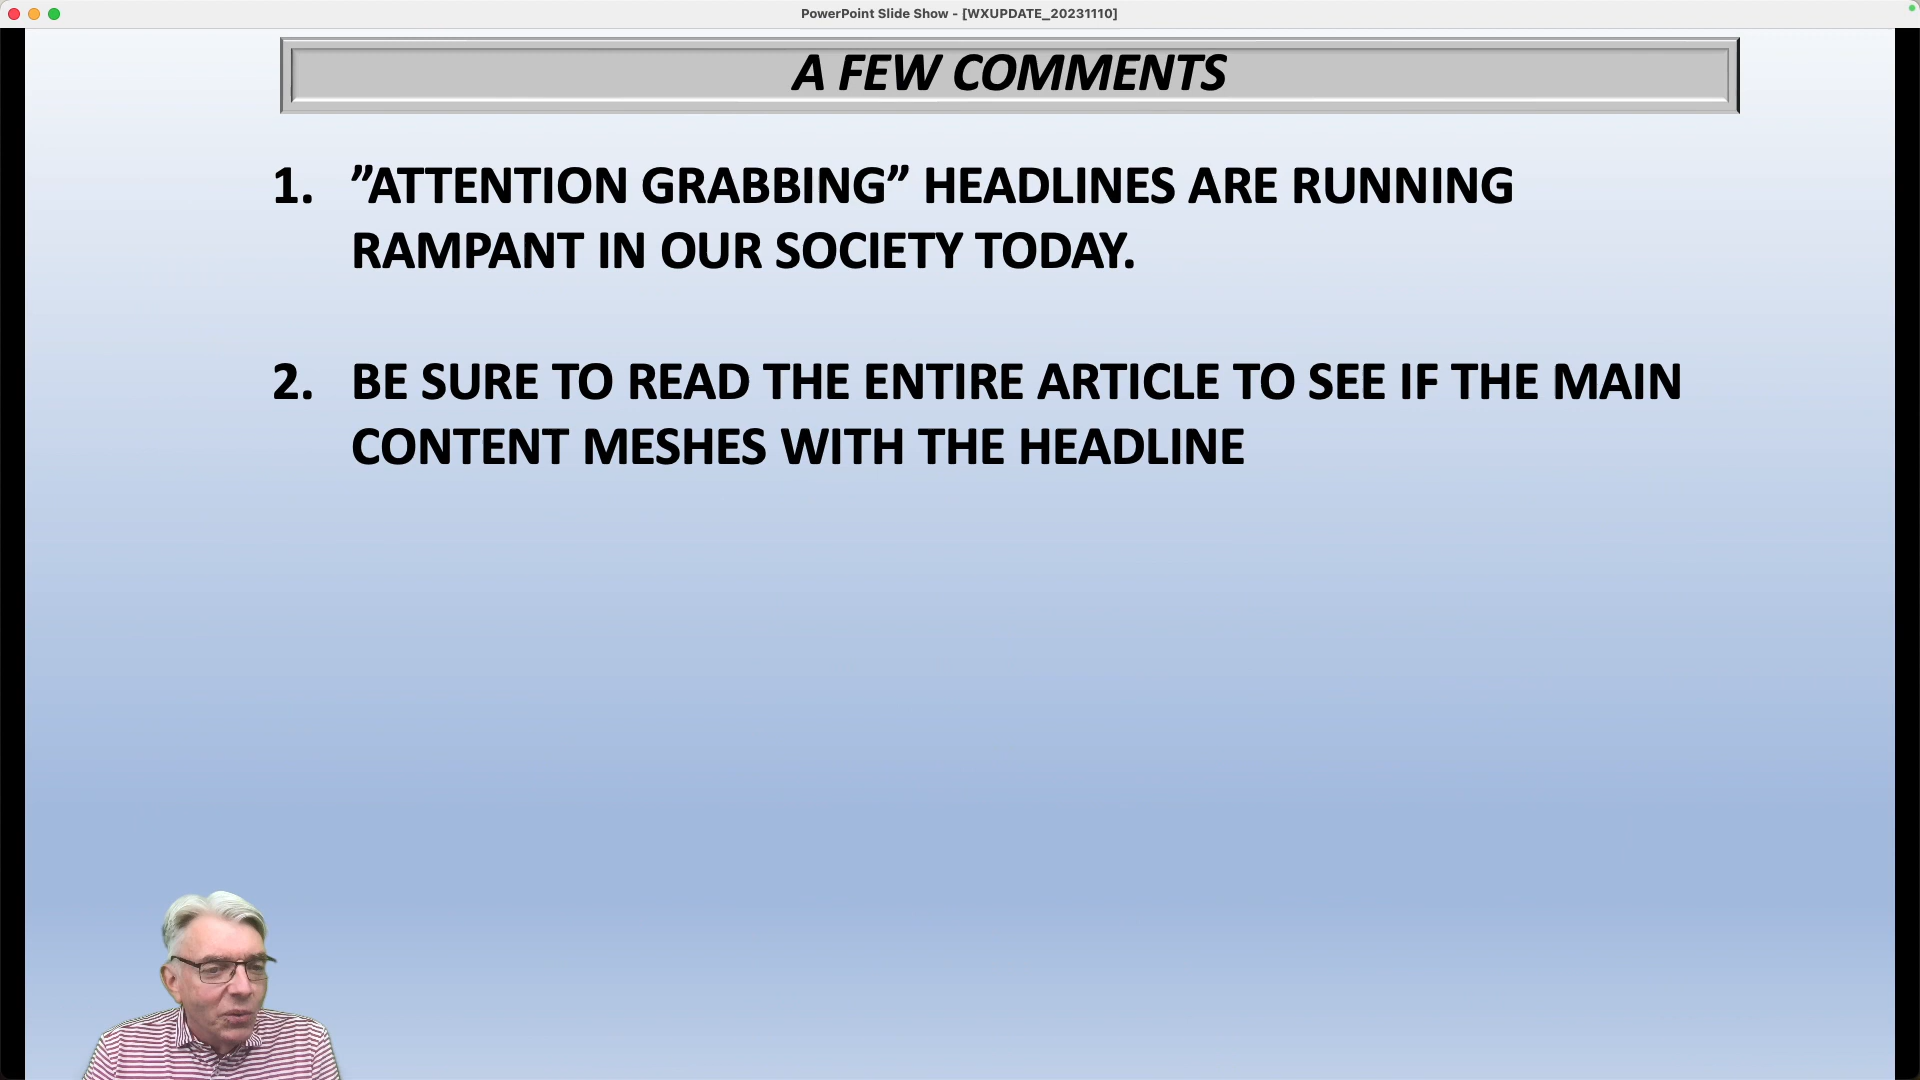 PowerPoint Slide Show - [WXUPDATE_20231110]
A FEW COMMENTS
1. ”ATTENTION GRABBING” HEADLINES ARE RUNNING
RAMPANT IN OUR SOCIETY TODAY.
2. BE SURE TO READ THE ENTIRE ARTICLE TO SEE IF THE MAIN
CONTENT MESHES WITH THE HEADLINE